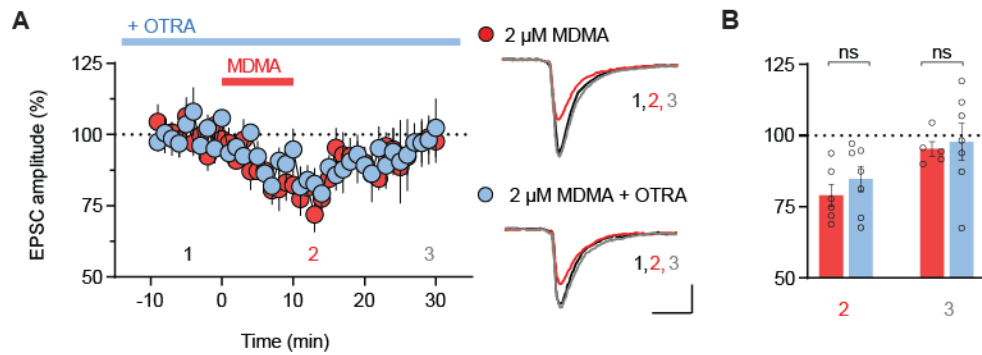 A
+ OTRA
MDMA
EPSC amplitude (%)
125
100
75
50
1
2
3
-10
0
10
20
30
Time (min)
2 µM MDMA
1, 2, 3
2 µM MDMA + OTRA
1, 2, 3
B
ns
ns
125
100
75
50
2
3